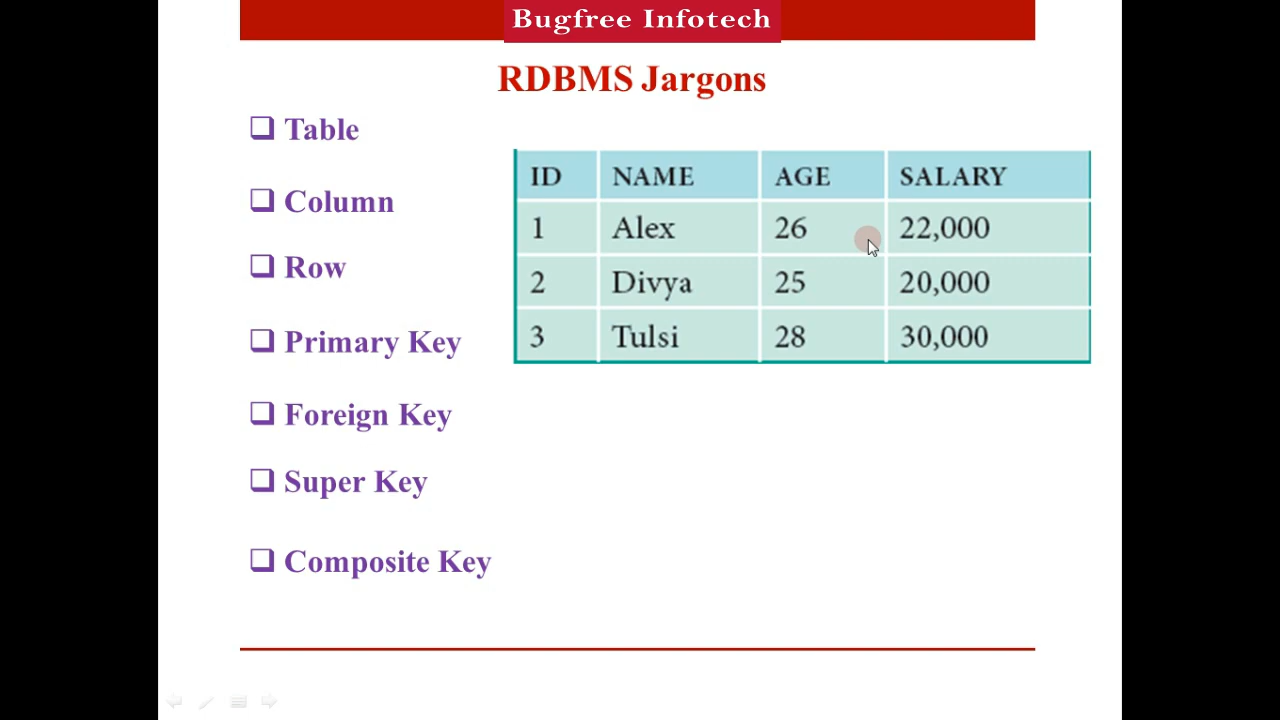 Bugfree Infotech
RDBMS Jargons
Table
Column
Row
Primary Key
Foreign Key
Super Key
Composite Key
ID NAME AGE SALARY
1 Alex 26 22,000
2 Divya 25 20,000
3 Tulsi 28 30,000